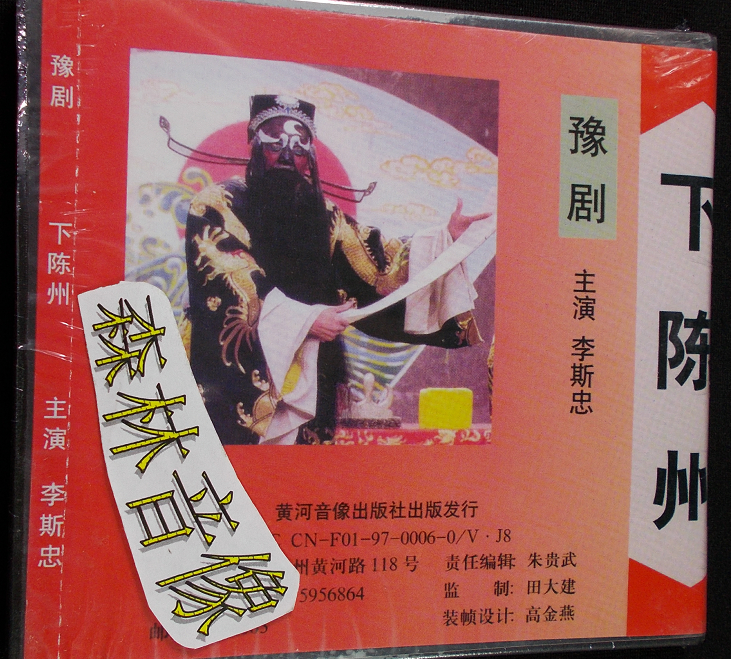 豫剧 下陈州 主演 李斯忠
豫剧
主演 李斯忠
下陈州
森林音像
黄河音像出版社出版发行
CN-F01-97-0006-0/V·J8
州黄河路118号
5956864
责任编辑: 朱贵武
监 制: 田大建
装帧设计: 高金燕